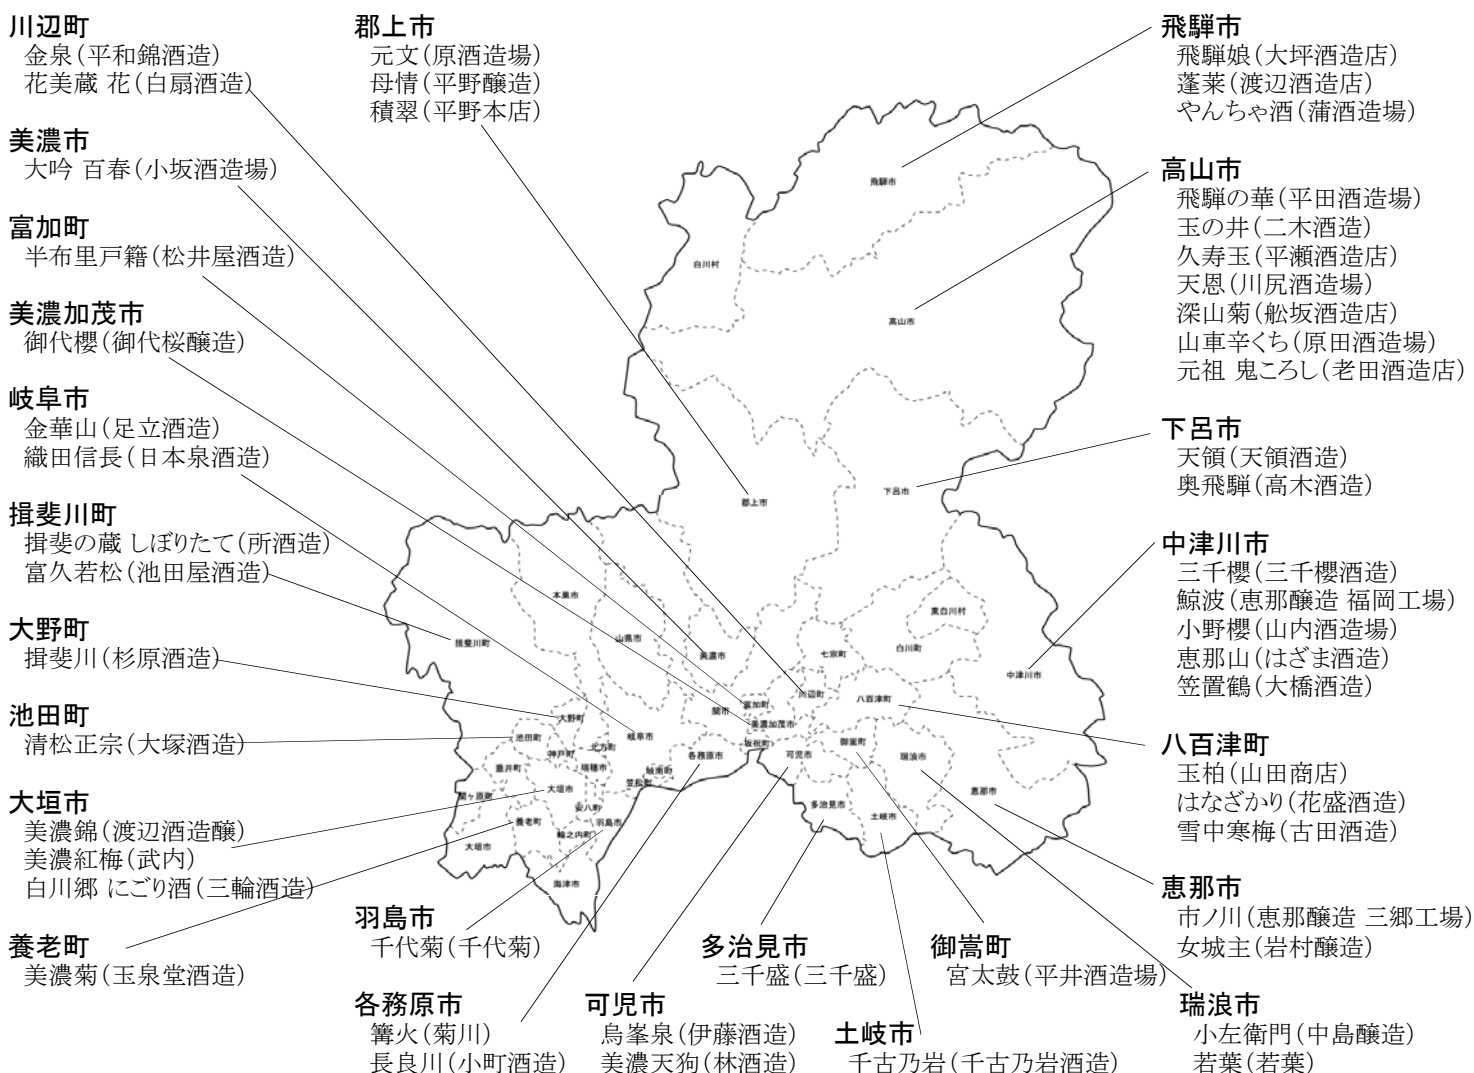 川辺町
金泉(平和錦酒造)
花美蔵 花(白扇酒造)
美濃市
大吟 百春(小坂酒造場)
富加町
半布里戸籍(松井屋酒造)
美濃加茂市
御代櫻(御代桜醸造)
岐阜市
金華山(足立酒造)
織田信長(日本泉酒造)
揖斐川町
揖斐の蔵 しぼりたて(所酒造)
富久若松(池田屋酒造)
大野町
揖斐川(杉原酒造)
池田町
清松正宗(大塚酒造)
大垣市
美濃錦(渡辺酒造醸)
美濃紅梅(武内)
白川郷 にごり酒(三輪酒造)
養老町
美濃菊(玉泉堂酒造)
郡上市
元文(原酒造場)
母情(平野醸造)
積翠(平野本店)
飛騨市
飛騨娘(大坪酒造店)
蓬莱(渡辺酒造店)
やんちゃ酒(蒲酒造場)
高山市
飛騨の華(平田酒造場)
玉の井(二木酒造)
久寿玉(平瀬酒造店)
天恩(川尻酒造場)
深山菊(舩坂酒造店)
山車辛くち(原田酒造場)
元祖 鬼ころし(老田酒造店)
下呂市
天領(天領酒造)
奥飛騨(高木酒造)
中津川市
三千櫻(三千櫻酒造)
鯨波(恵那醸造 福岡工場)
小野櫻(山内酒造場)
恵那山(はざま酒造)
笠置鶴(大橋酒造)
八百津町
玉柏(山田商店)
はなざかり(花盛酒造)
雪中寒梅(古田酒造)
恵那市
市ノ川(恵那醸造 三郷工場)
女城主(岩村醸造)
瑞浪市
小左衛門(中島醸造)
若葉(若葉)
羽島市
千代菊(千代菊)
各務原市
篝火(菊川)
長良川(小町酒造)
可児市
鳥峯泉(伊藤酒造)
美濃天狗(林酒造)
多治見市
三千盛(三千盛)
土岐市
千古乃岩(千古乃岩酒造)
御嵩町
宮太鼓(平井酒造場)
飛騨市
白川村
高山市
郡上市
下呂市
本巣市
山県市
揖斐川町
美濃市
七宗町
東白川村
白川町
中津川市
川辺町
八百津町
富加町
関市
美濃加茂市
坂祝町
可児市
御嵩町
瑞浪市
恵那市
多治見市
土岐市
大野町
池田町
神戸町
北方町
岐阜市
各務原市
岐南町
笠松町
瑞穂市
垂井町
関ヶ原町
大垣市
安八町
養老町
輪之内町
羽島市
大垣市
海津市